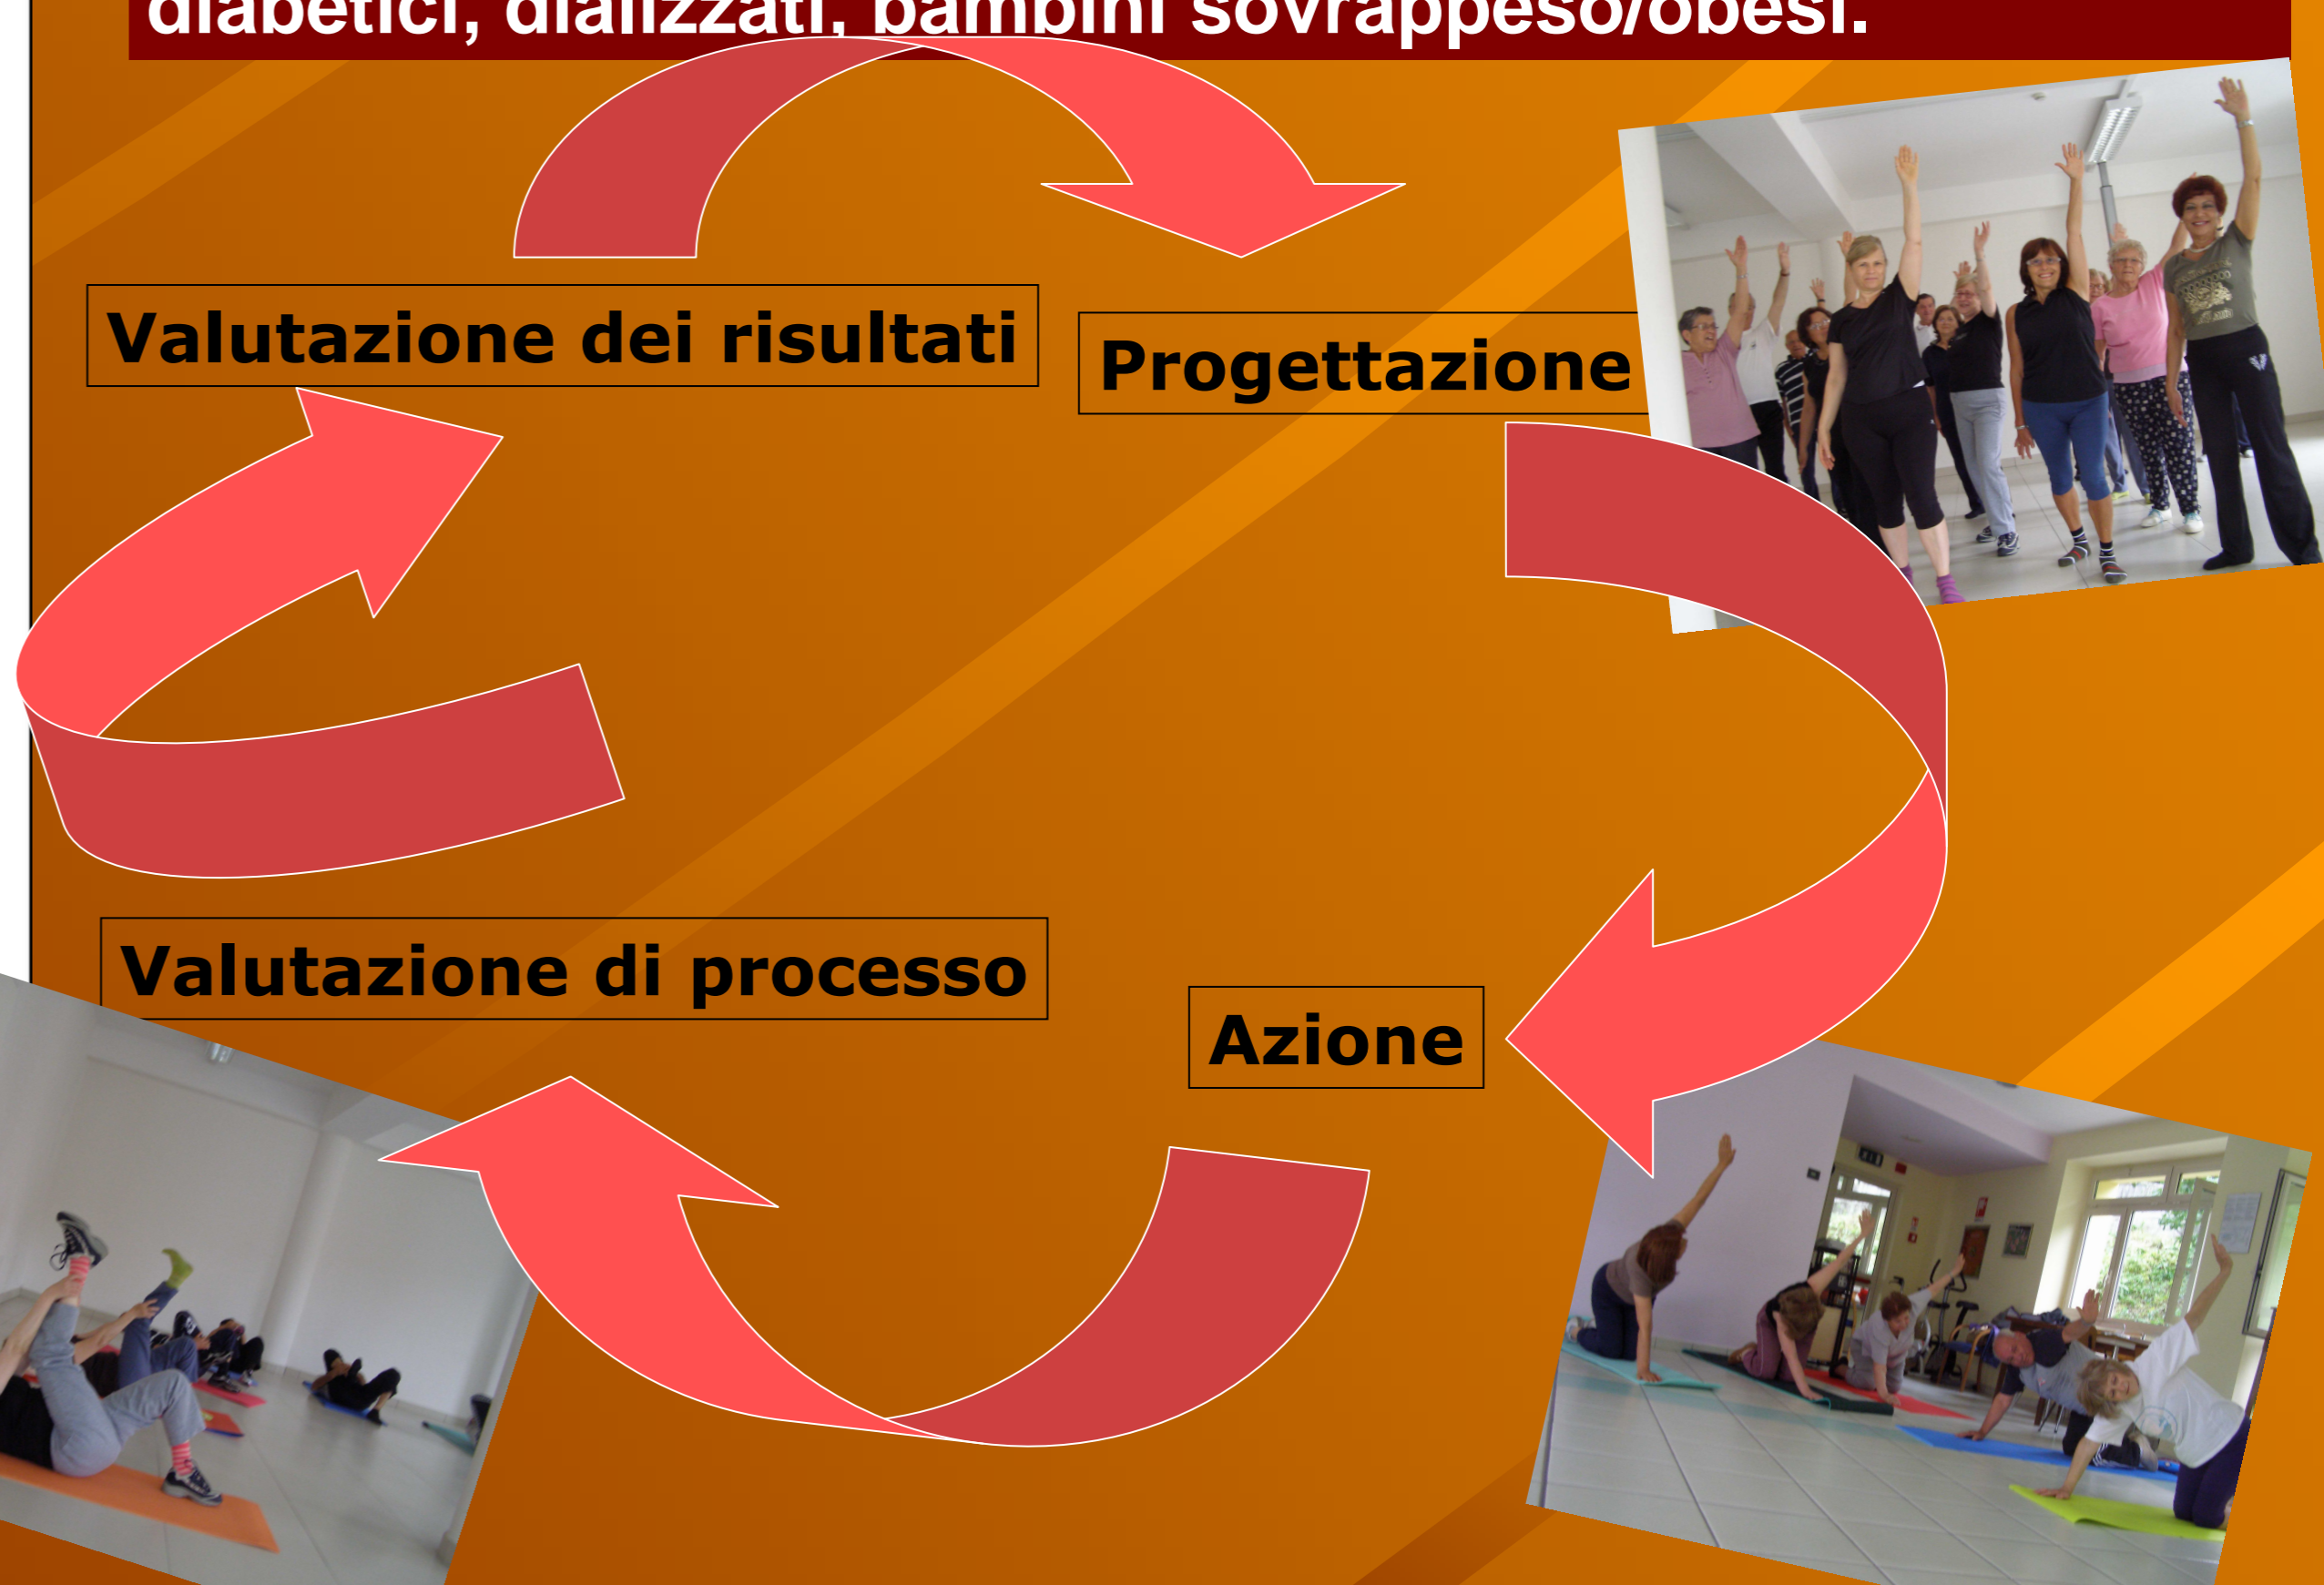 diabetici, dializzati, bambini sovrappeso/obesi.
Valutazione dei risultati
Progettazione
Valutazione di processo
Azione